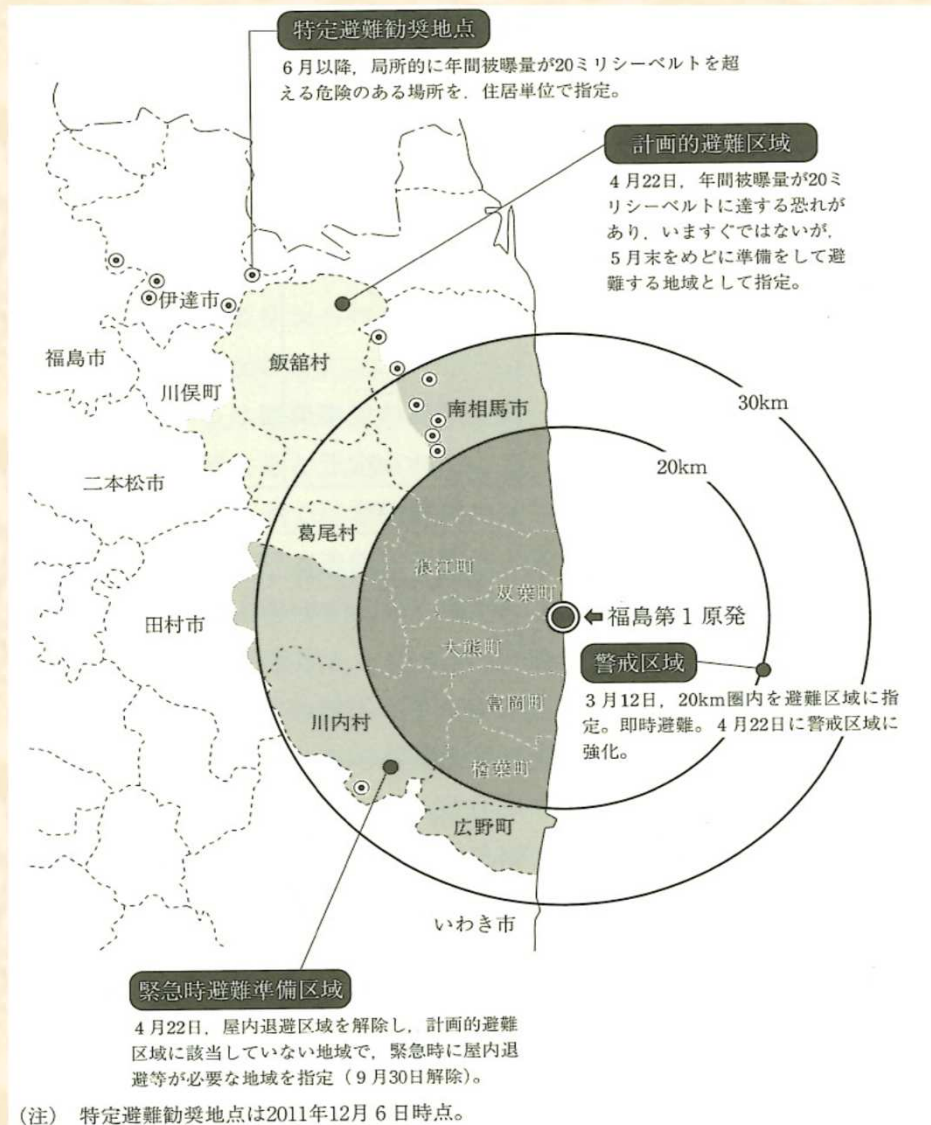 特定避難勧奨地点
6月以降，局所的に年間被曝量が20ミリシーベルトを超
える危険のある場所を，住居単位で指定。
計画的避難区域
4月22日，年間被曝量が20ミ
リシーベルトに達する恐れが
あり，いますぐではないが，
5月末をめどに準備をして避
難する地域として指定。
伊達市
福島市
飯舘村
川俣町
南相馬市
30km
20km
二本松市
葛尾村
浪江町
双葉町
田村市
福島第1原発
大熊町
警戒区域
3月12日，20km圏内を避難区域に指
定。即時避難。4月22日に警戒区域に
強化。
富岡町
川内村
楢葉町
広野町
いわき市
緊急時避難準備区域
4月22日，屋内退避区域を解除し，計画的避難
区域に該当していない地域で，緊急時に屋内退
避等が必要な地域を指定（9月30日解除）。
（注）　特定避難勧奨地点は2011年12月6日時点。